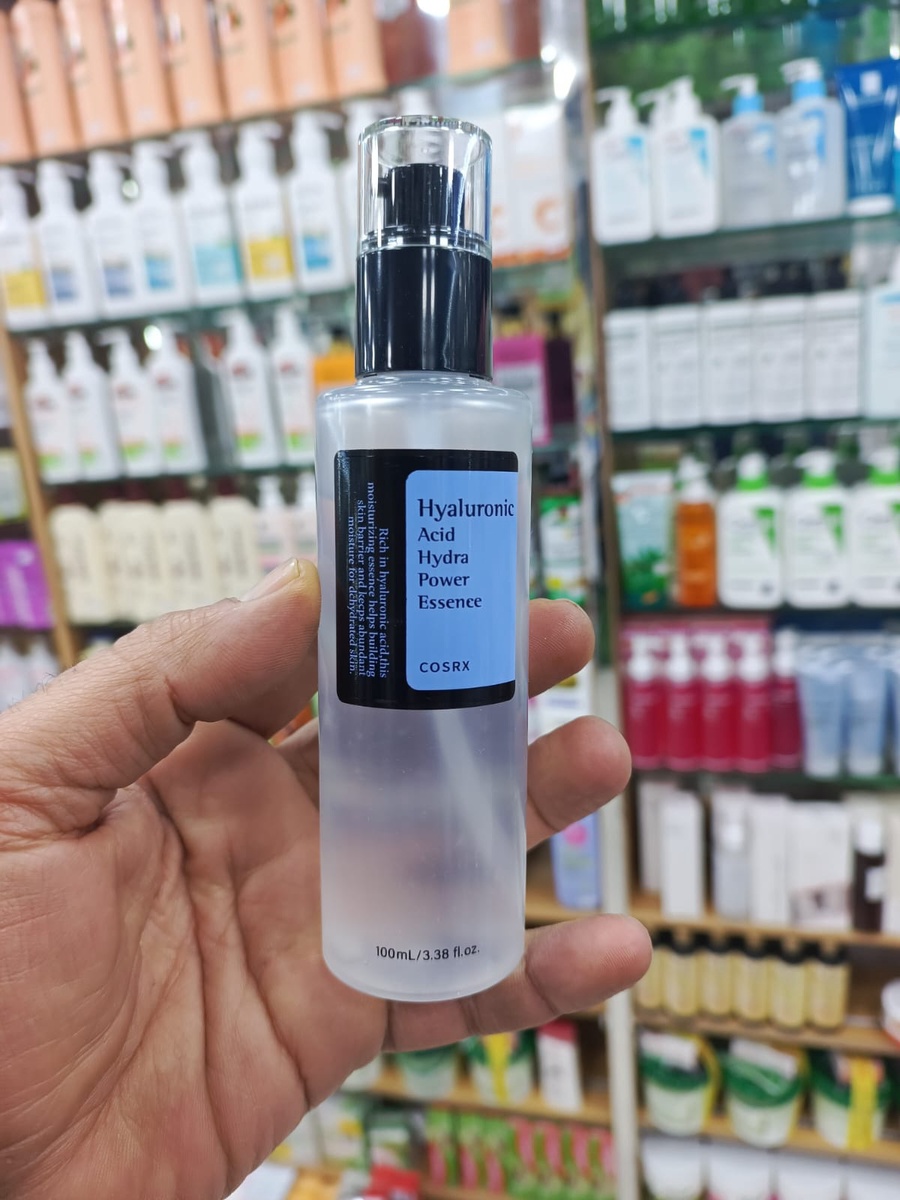 Hyaluronic
Acid
Hydra
Power
Essence
COSRX
Rich in hyaluronic acid,this
moisturizing essence helps building
skin barrier and keeps abundant
moisture for dehydrated skin.
100mL/3.38 fl.oz.